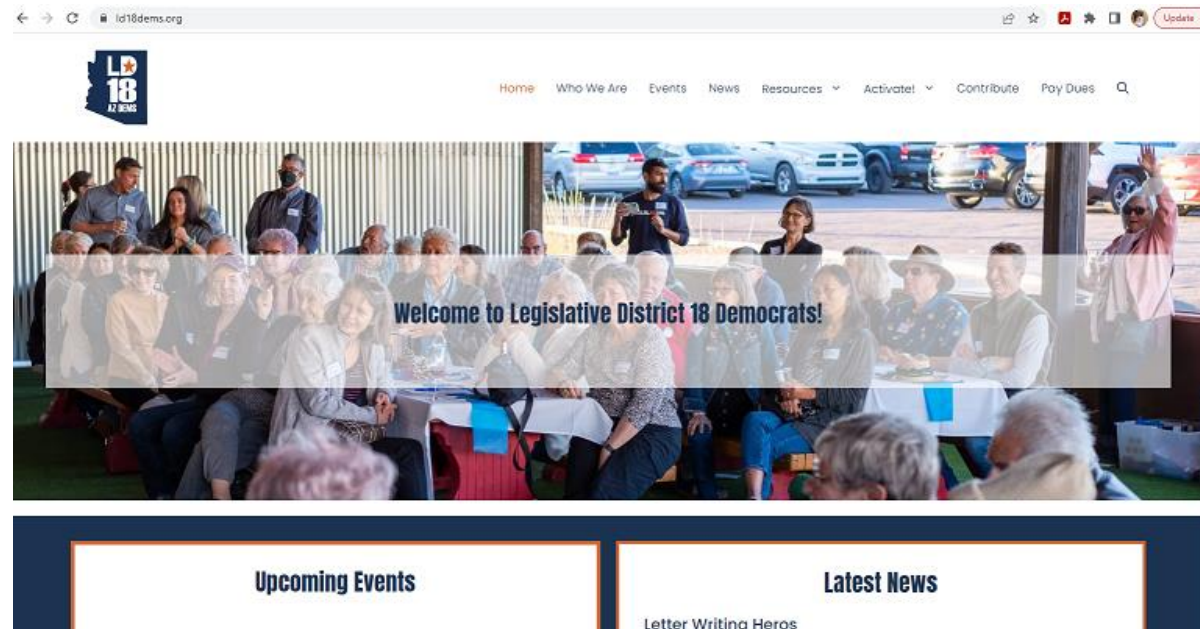 ld18dems.org
Update
LD
18
AZ DEMS
Home Who We Are Events News Resources Activate! Contribute Pay Dues
Welcome to Legislative District 18 Democrats!
Upcoming Events
Latest News
Letter Writing Heros